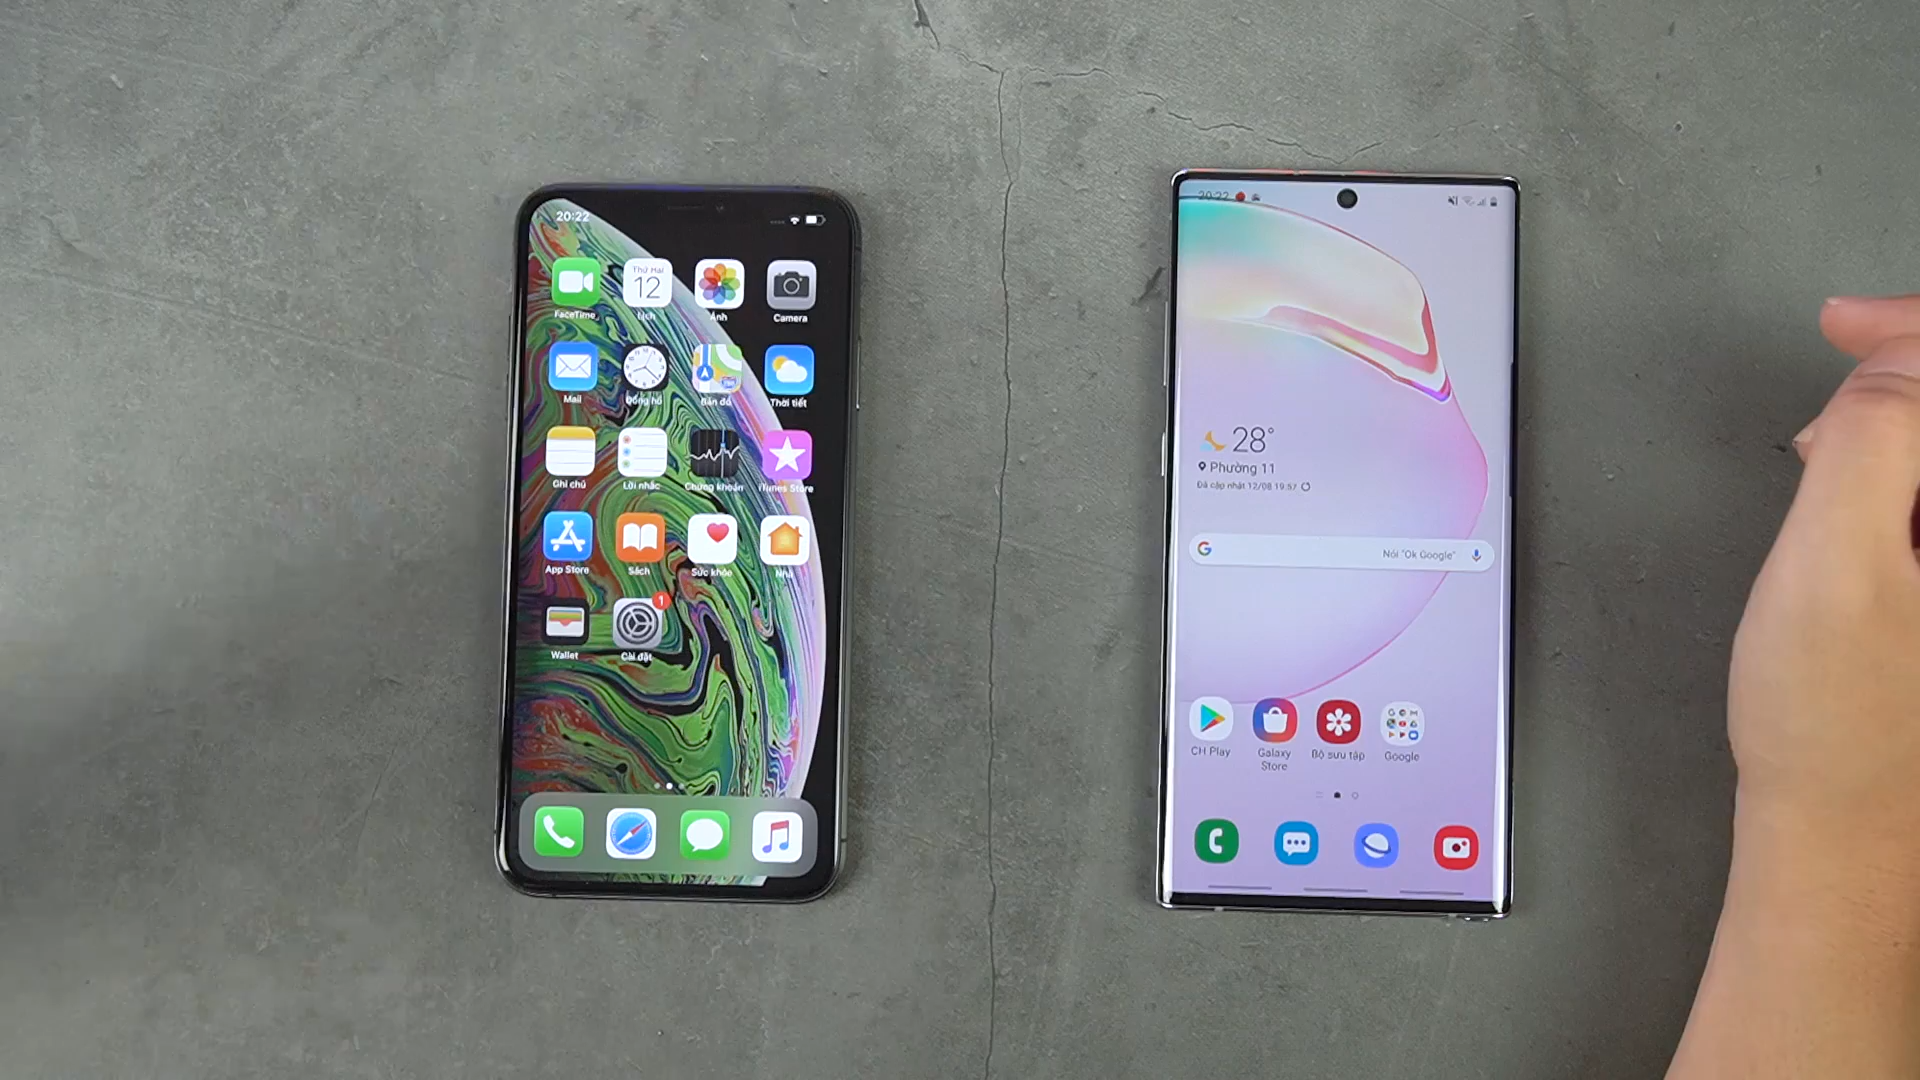 20:22
Thứ Hai
12
FaceTime
Lịch
Ảnh
Camera
Mail
Đồng hồ
Bản đồ
Thời tiết
Ghi chú
Lời nhắc
Chứng khoán
iTunes Store
App Store
Sách
Sức khỏe
Nhà
1
Wallet
Cài đặt
20:22
28°
Phường 11
Đã cập nhật 12/08 19:57
G
Nói "Ok Google"
CH Play
Galaxy
Store
Bộ sưu tập
Google